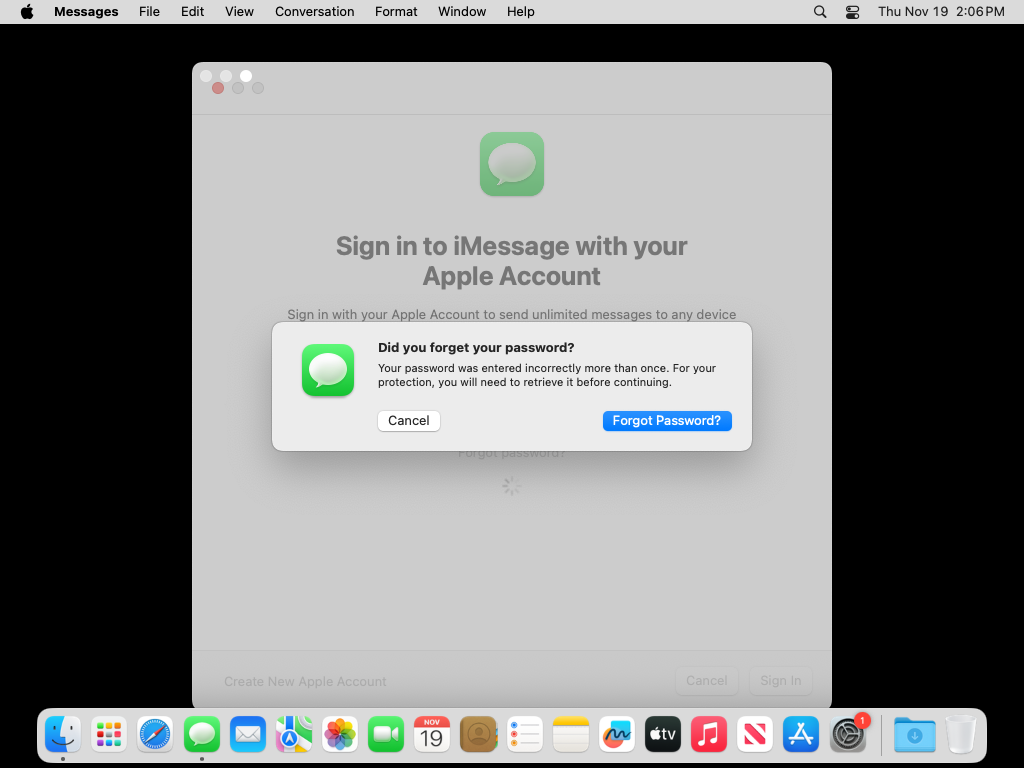 Messages File Edit View Conversation Format Window Help Thu Nov 19 2:06 PM
Sign in to iMessage with your
Apple Account
Sign in with your Apple Account to send unlimited messages to any device
Did you forget your password?
Your password was entered incorrectly more than once. For your
protection, you will need to retrieve it before continuing.
Cancel Forgot Password?
Forgot password?
Create New Apple Account Cancel Sign In
NOV
19
tv
1